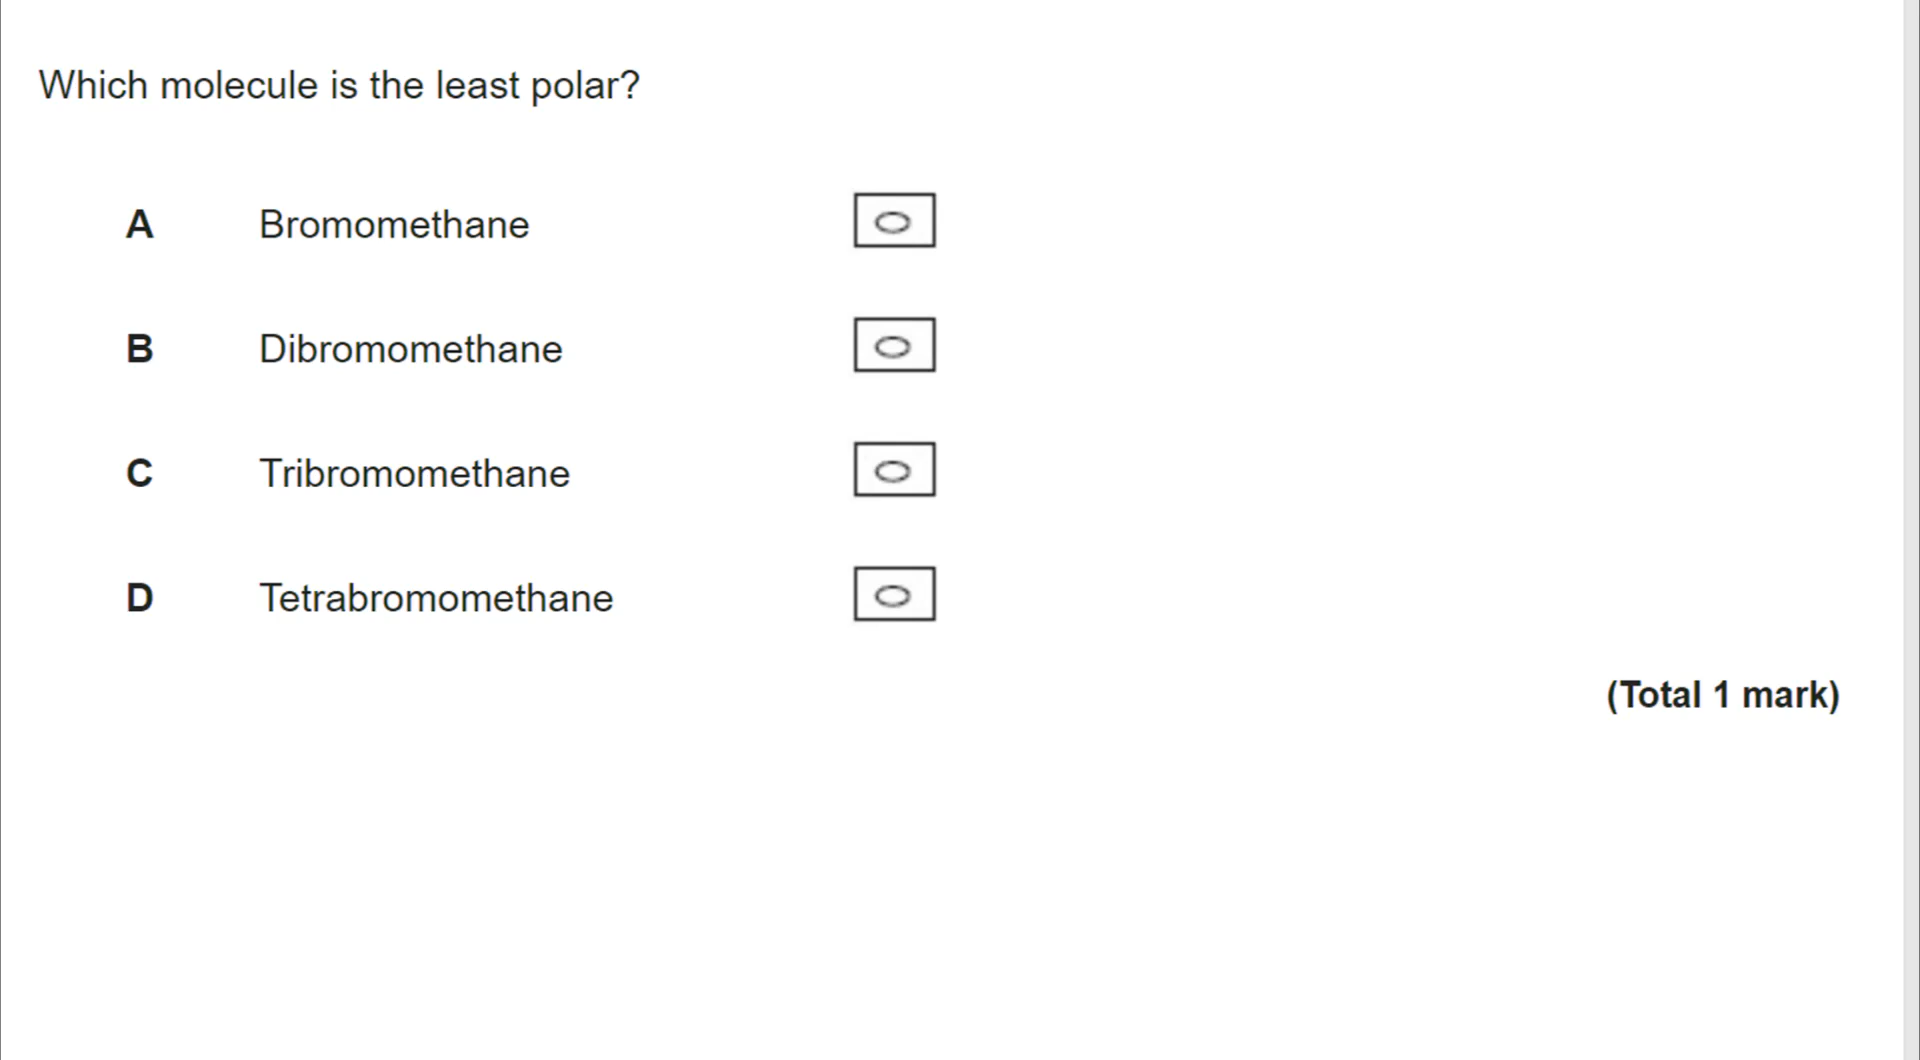 Which molecule is the least polar?
A Bromomethane
B Dibromomethane
C Tribromomethane
D Tetrabromomethane
(Total 1 mark)